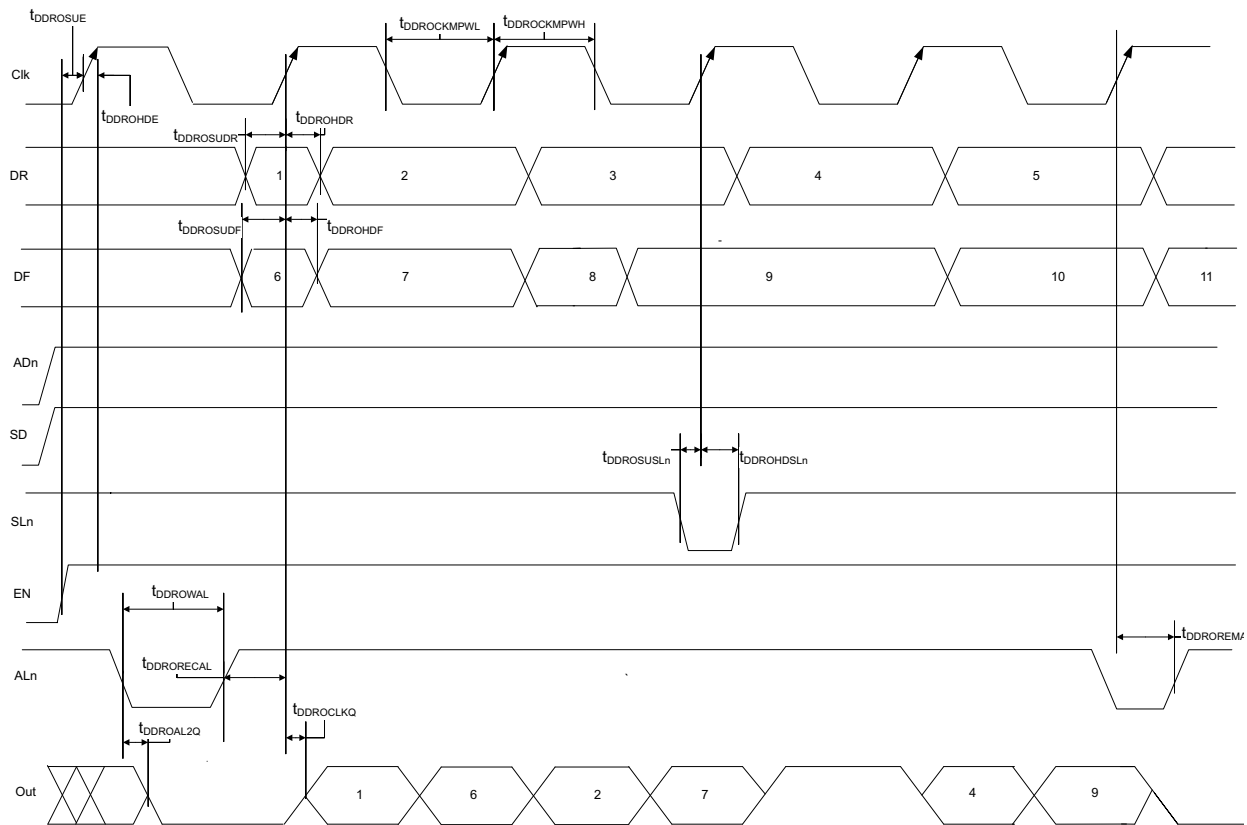 tDDROSUE
tDDROCKMPWL
tDDROCKMPWH
Clk
tDDROHDE
tDDROSUDR
tDDROHDR
DR
1
2
3
4
5
tDDROSUDF
tDDROHDF
DF
6
7
8
9
10
11
ADn
SD
tDDROSUSLn
tDDROHDSLn
SLn
EN
tDDROWAL
tDDROREMA
tDDRORECAL
ALn
tDDROCLKQ
tDDROAL2Q
Out
1
6
2
7
4
9